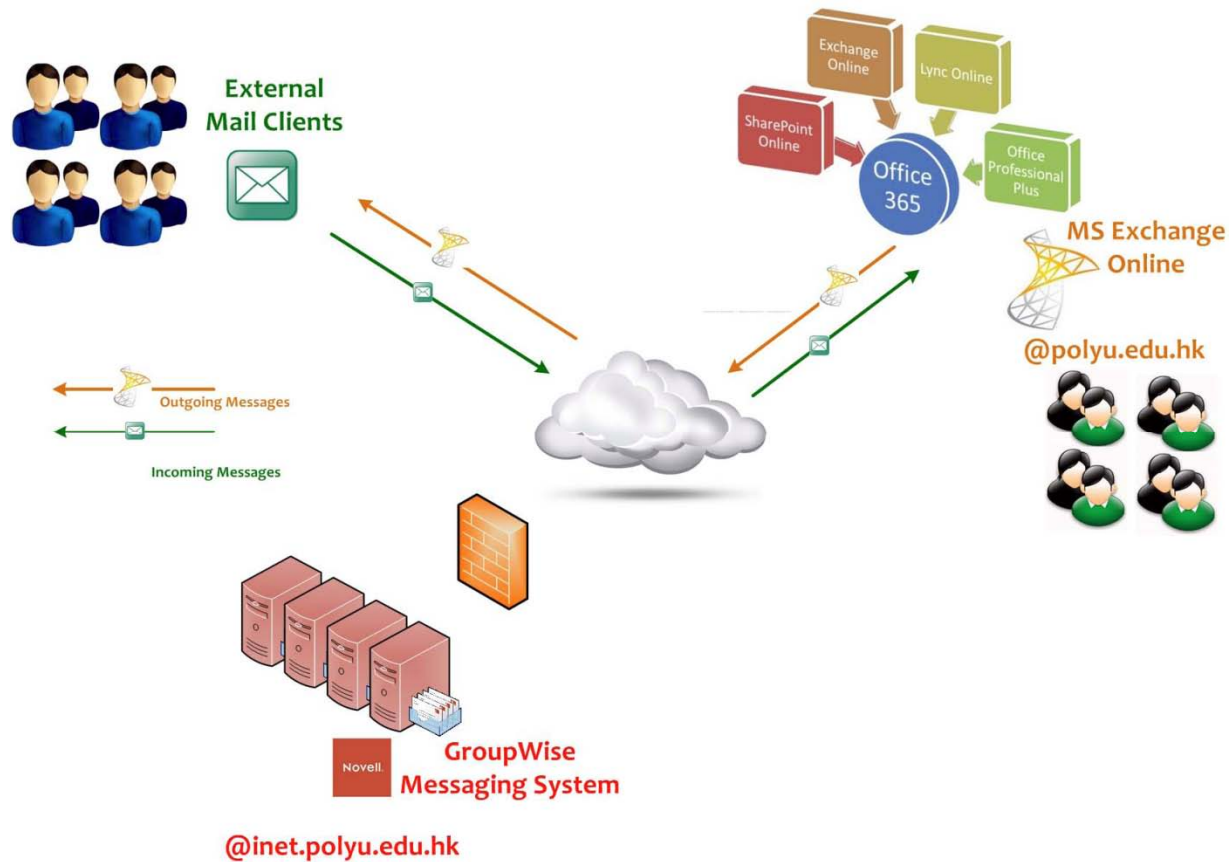 External
Mail Clients
Exchange
Online
Lync Online
SharePoint
Online
Office
Professional
Plus
Office
365
MS Exchange
Online
@polyu.edu.hk
Outgoing Messages
Incoming Messages
Novell.
GroupWise
Messaging System
@inet.polyu.edu.hk